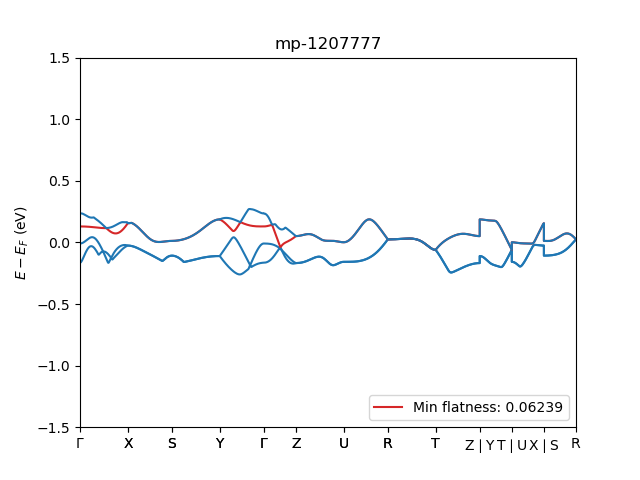 mp-1207777
E − E_F (eV)
1.5
1.0
0.5
0.0
−0.5
−1.0
−1.5
Min flatness: 0.06239
Γ X S Y Γ Z U R T Z | Y T | U X | S R